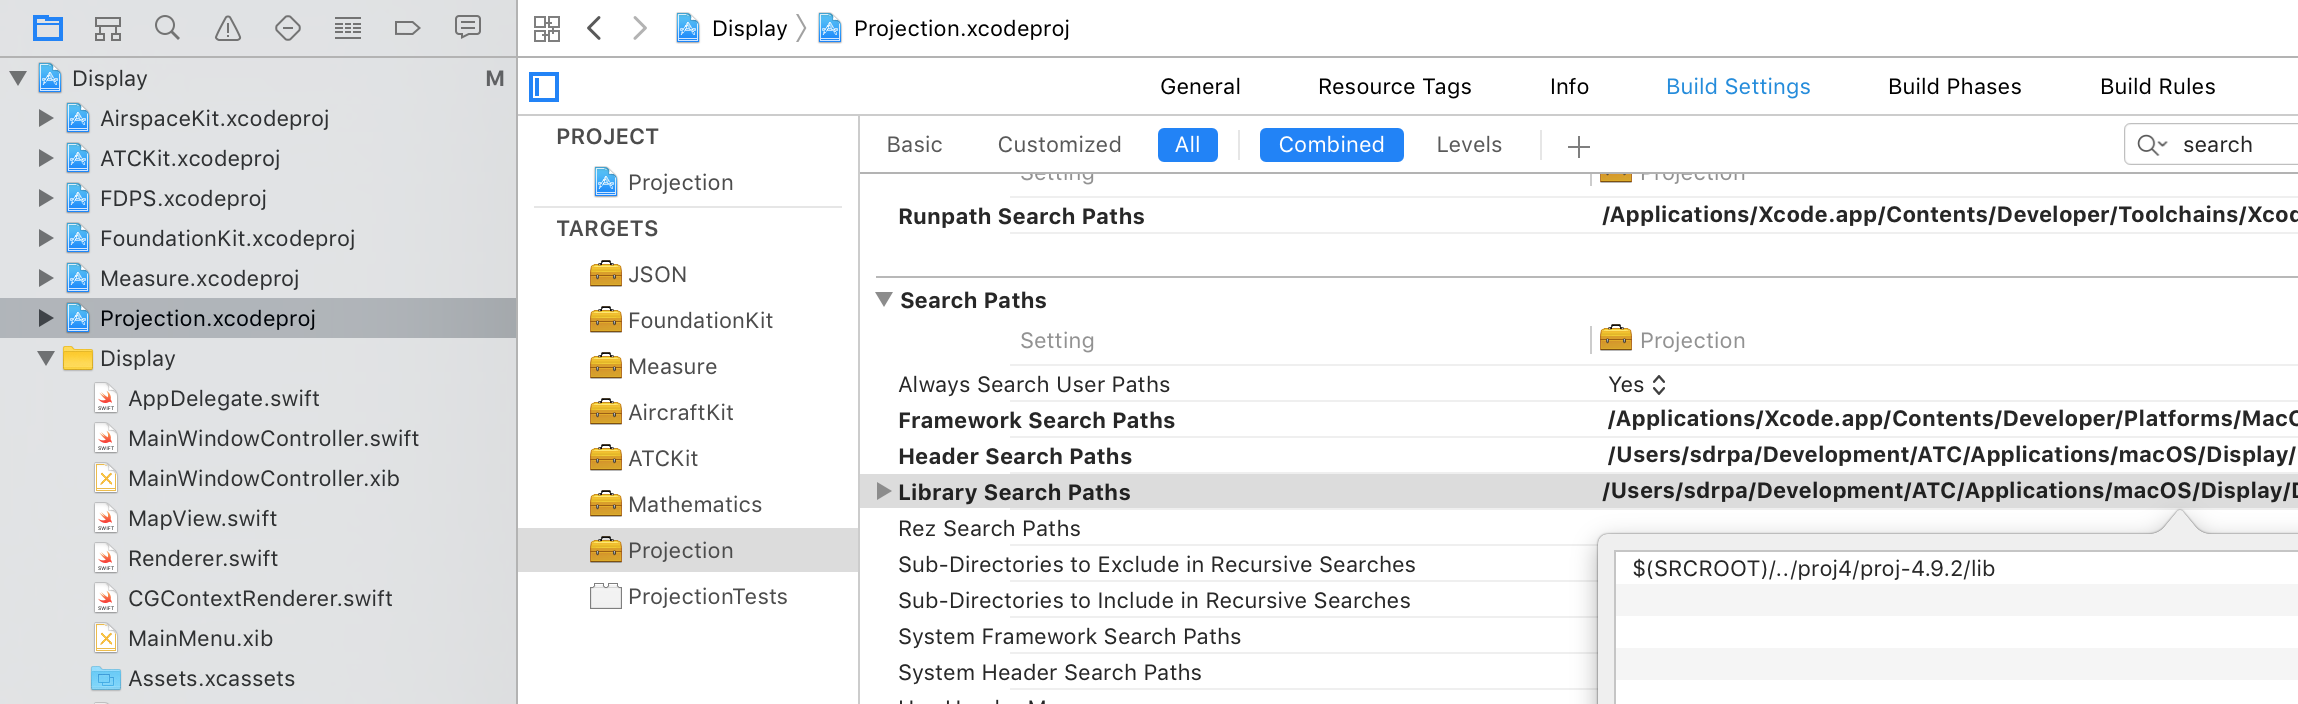 Display
Projection.xcodeproj
Display M
AirspaceKit.xcodeproj
ATCKit.xcodeproj
FDPS.xcodeproj
FoundationKit.xcodeproj
Measure.xcodeproj
Projection.xcodeproj
Display
AppDelegate.swift
MainWindowController.swift
MainWindowController.xib
MapView.swift
Renderer.swift
CGContextRenderer.swift
MainMenu.xib
Assets.xcassets
General Resource Tags Info Build Settings Build Phases Build Rules
PROJECT
Projection
TARGETS
JSON
FoundationKit
Measure
AircraftKit
ATCKit
Mathematics
Projection
ProjectionTests
Basic Customized All Combined Levels search
Setting Projection
Runpath Search Paths /Applications/Xcode.app/Contents/Developer/Toolchains/Xcod
Search Paths
Setting Projection
Always Search User Paths Yes
Framework Search Paths /Applications/Xcode.app/Contents/Developer/Platforms/MacO
Header Search Paths /Users/sdrpa/Development/ATC/Applications/macOS/Display/
Library Search Paths /Users/sdrpa/Development/ATC/Applications/macOS/Display/D
Rez Search Paths
Sub-Directories to Exclude in Recursive Searches
Sub-Directories to Include in Recursive Searches
System Framework Search Paths
System Header Search Paths
$(SRCROOT)/../proj4/proj-4.9.2/lib